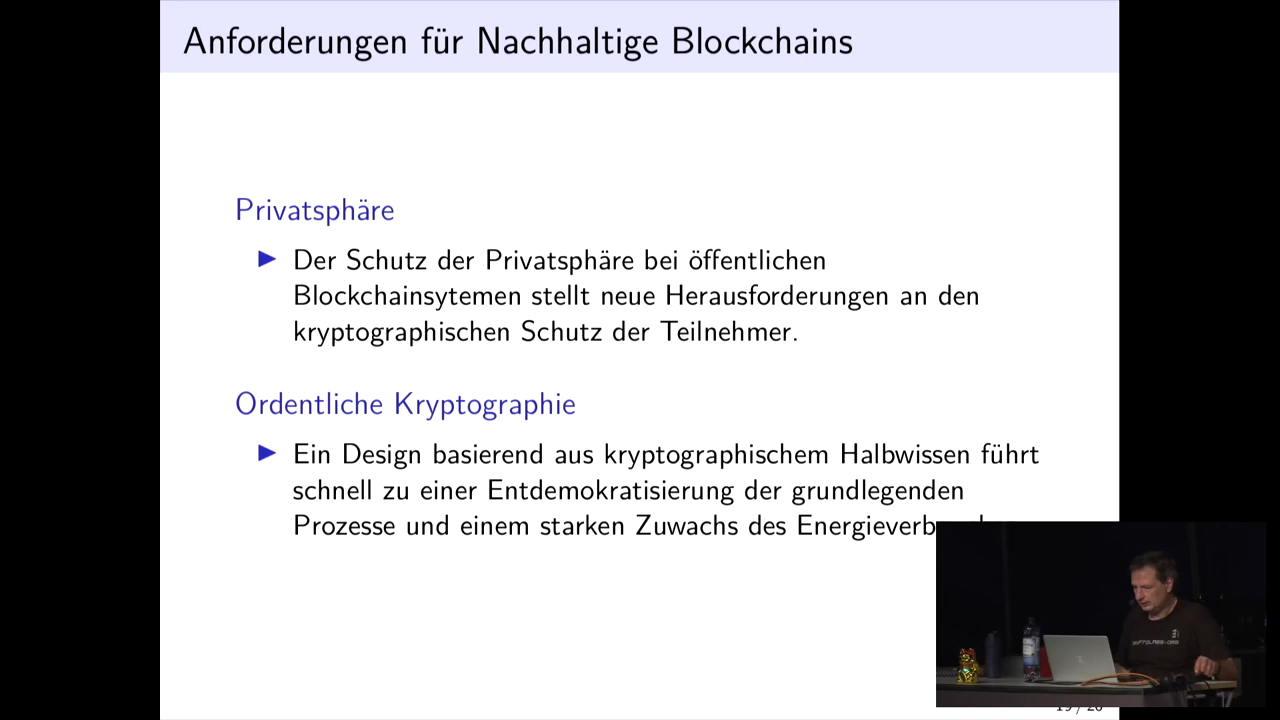 Anforderungen für Nachhaltige Blockchains
Privatsphäre
Der Schutz der Privatsphäre bei öffentlichen
Blockchainsytemen stellt neue Herausforderungen an den
kryptographischen Schutz der Teilnehmer.
Ordentliche Kryptographie
Ein Design basierend aus kryptographischem Halbwissen führt
schnell zu einer Entdemokratisierung der grundlegenden
Prozesse und einem starken Zuwachs des